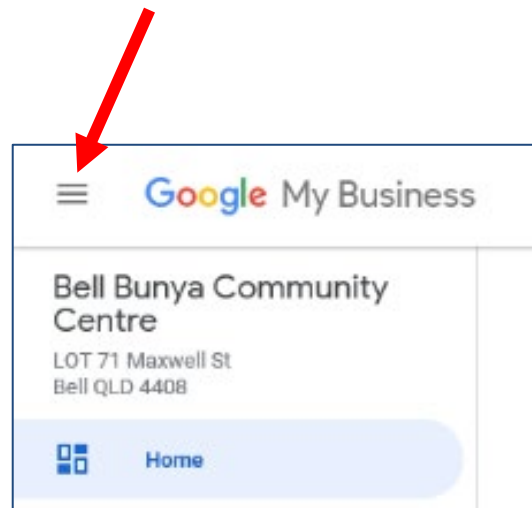 Google My Business
Bell Bunya Community
Centre
LOT 71 Maxwell St
Bell QLD 4408
Home